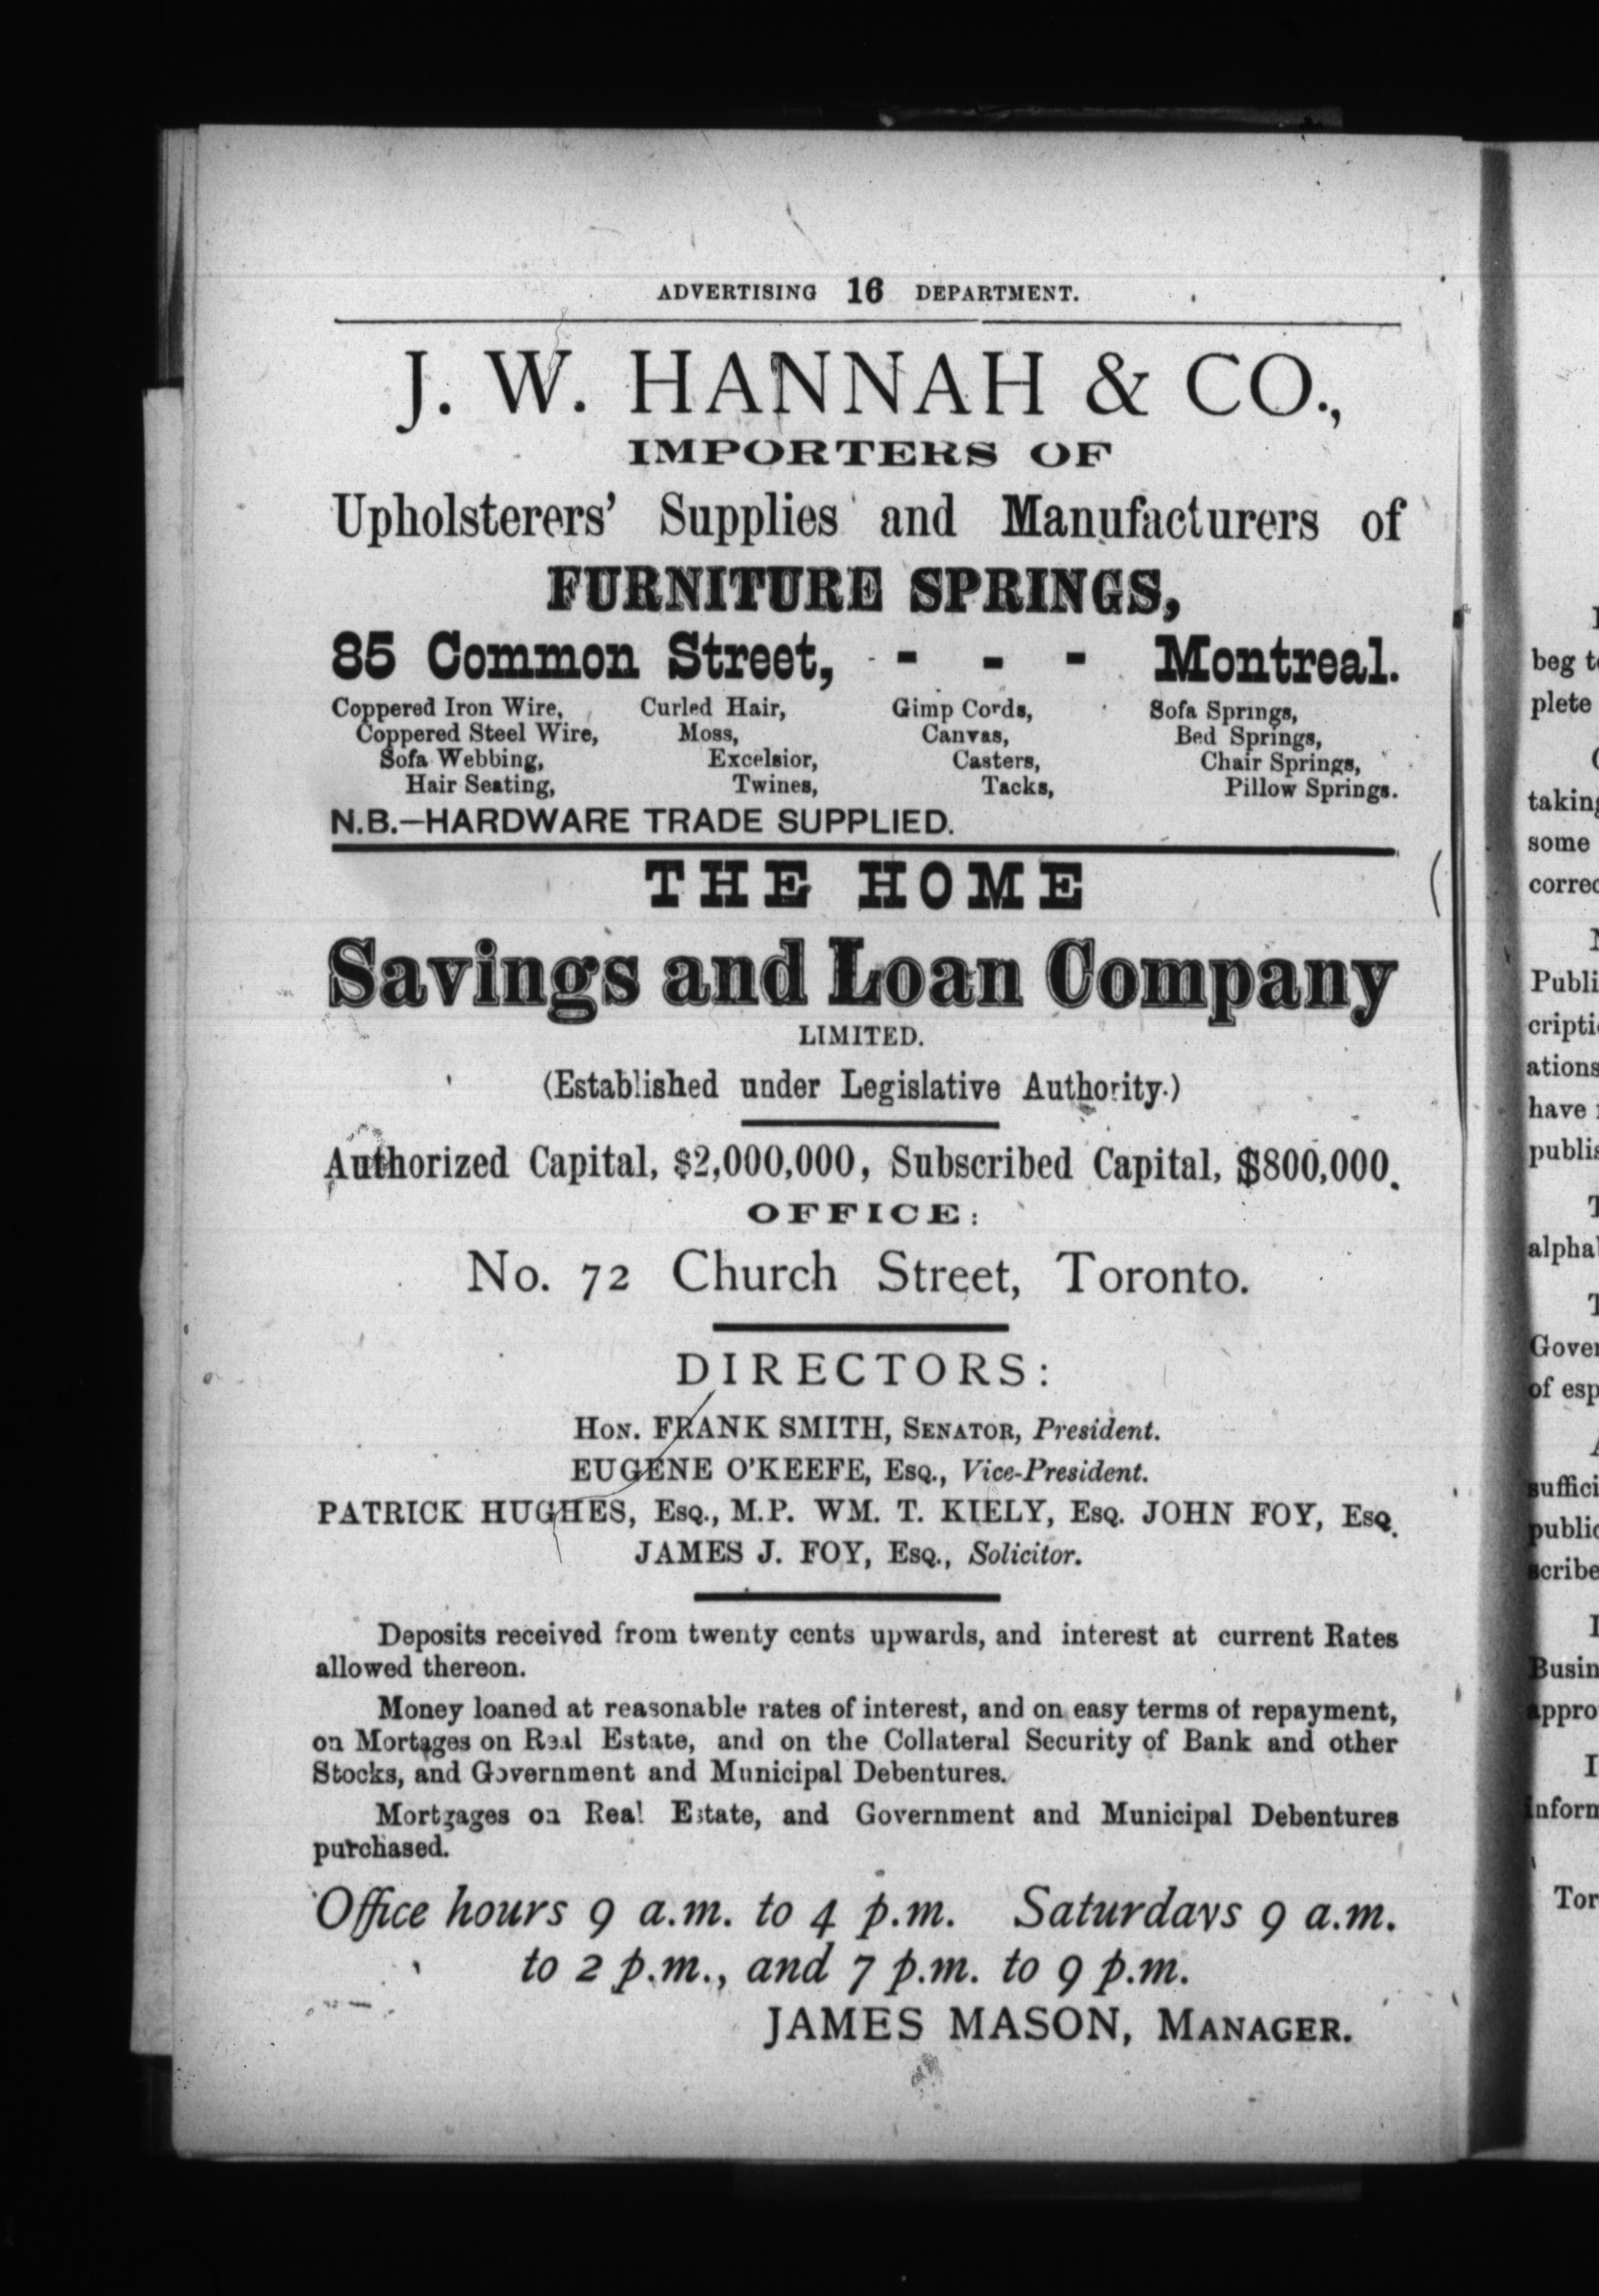 ADVERTISING 16 DEPARTMENT.
J. W. HANNAH & CO.,
IMPORTERS OF
Upholsterers' Supplies and Manufacturers of
FURNITURE SPRINGS,
85 Common Street, - - - Montreal.
Coppered Iron Wire, Curled Hair, Gimp Cords, Sofa Springs,
Coppered Steel Wire, Moss, Canvas, Bed Springs,
Sofa Webbing, Excelsior, Casters, Chair Springs,
Hair Seating, Twines, Tacks, Pillow Springs.
N.B.—HARDWARE TRADE SUPPLIED.
THE HOME
Savings and Loan Company
LIMITED.
(Established under Legislative Authority.)
Authorized Capital, $2,000,000, Subscribed Capital, $800,000.
OFFICE:
No. 72 Church Street, Toronto.
DIRECTORS:
HON. FRANK SMITH, SENATOR, President.
EUGENE O'KEEFE, ESQ., Vice-President.
PATRICK HUGHES, ESQ., M.P. WM. T. KIELY, ESQ. JOHN FOY, ESQ.
JAMES J. FOY, ESQ., Solicitor.
Deposits received from twenty cents upwards, and interest at current Rates
allowed thereon.
Money loaned at reasonable rates of interest, and on easy terms of repayment,
on Mortages on Real Estate, and on the Collateral Security of Bank and other
Stocks, and Government and Municipal Debentures.
Mortgages on Real Estate, and Government and Municipal Debentures
purchased.
Office hours 9 a.m. to 4 p.m. Saturdays 9 a.m.
to 2 p.m., and 7 p.m. to 9 p.m.
JAMES MASON, MANAGER.
beg
plete
some
have
of